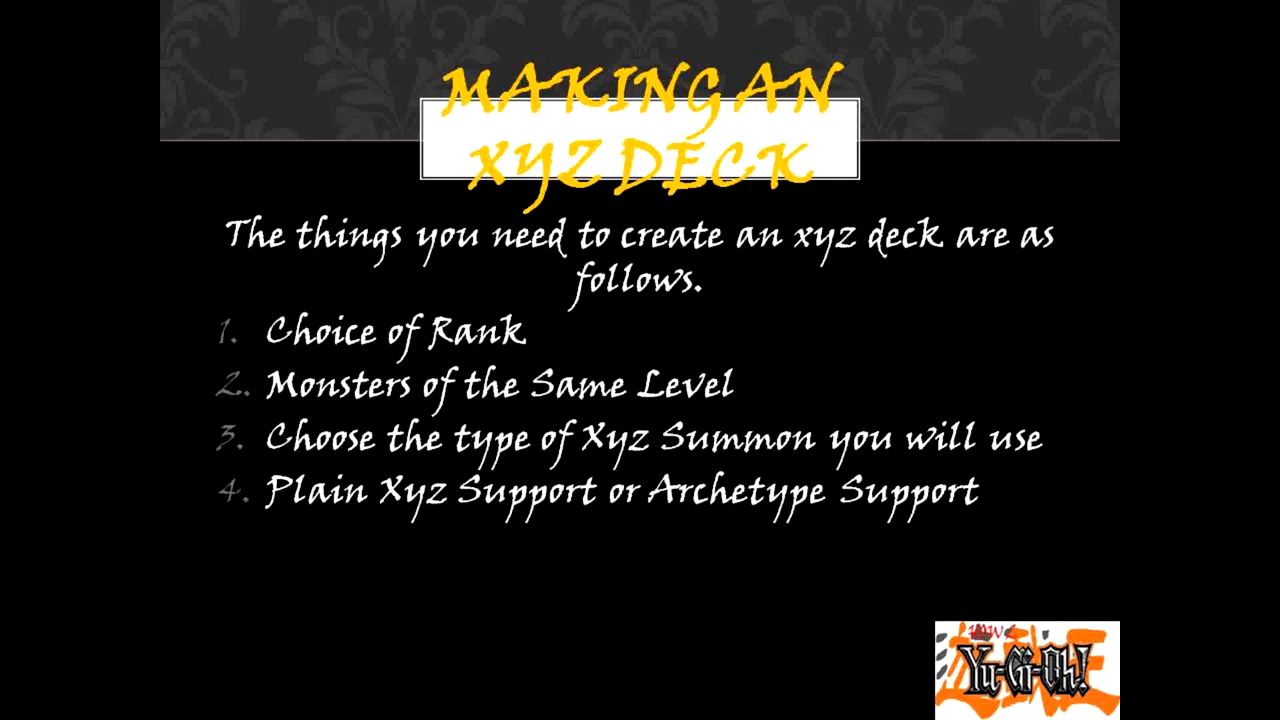 MAKING AN
XYZ DECK
The things you need to create an xyz deck are as
follows.
1. Choice of Rank
2. Monsters of the Same Level
3. Choose the type of Xyz Summon you will use
4. Plain Xyz Support or Archetype Support
Yu-Gi-Oh!